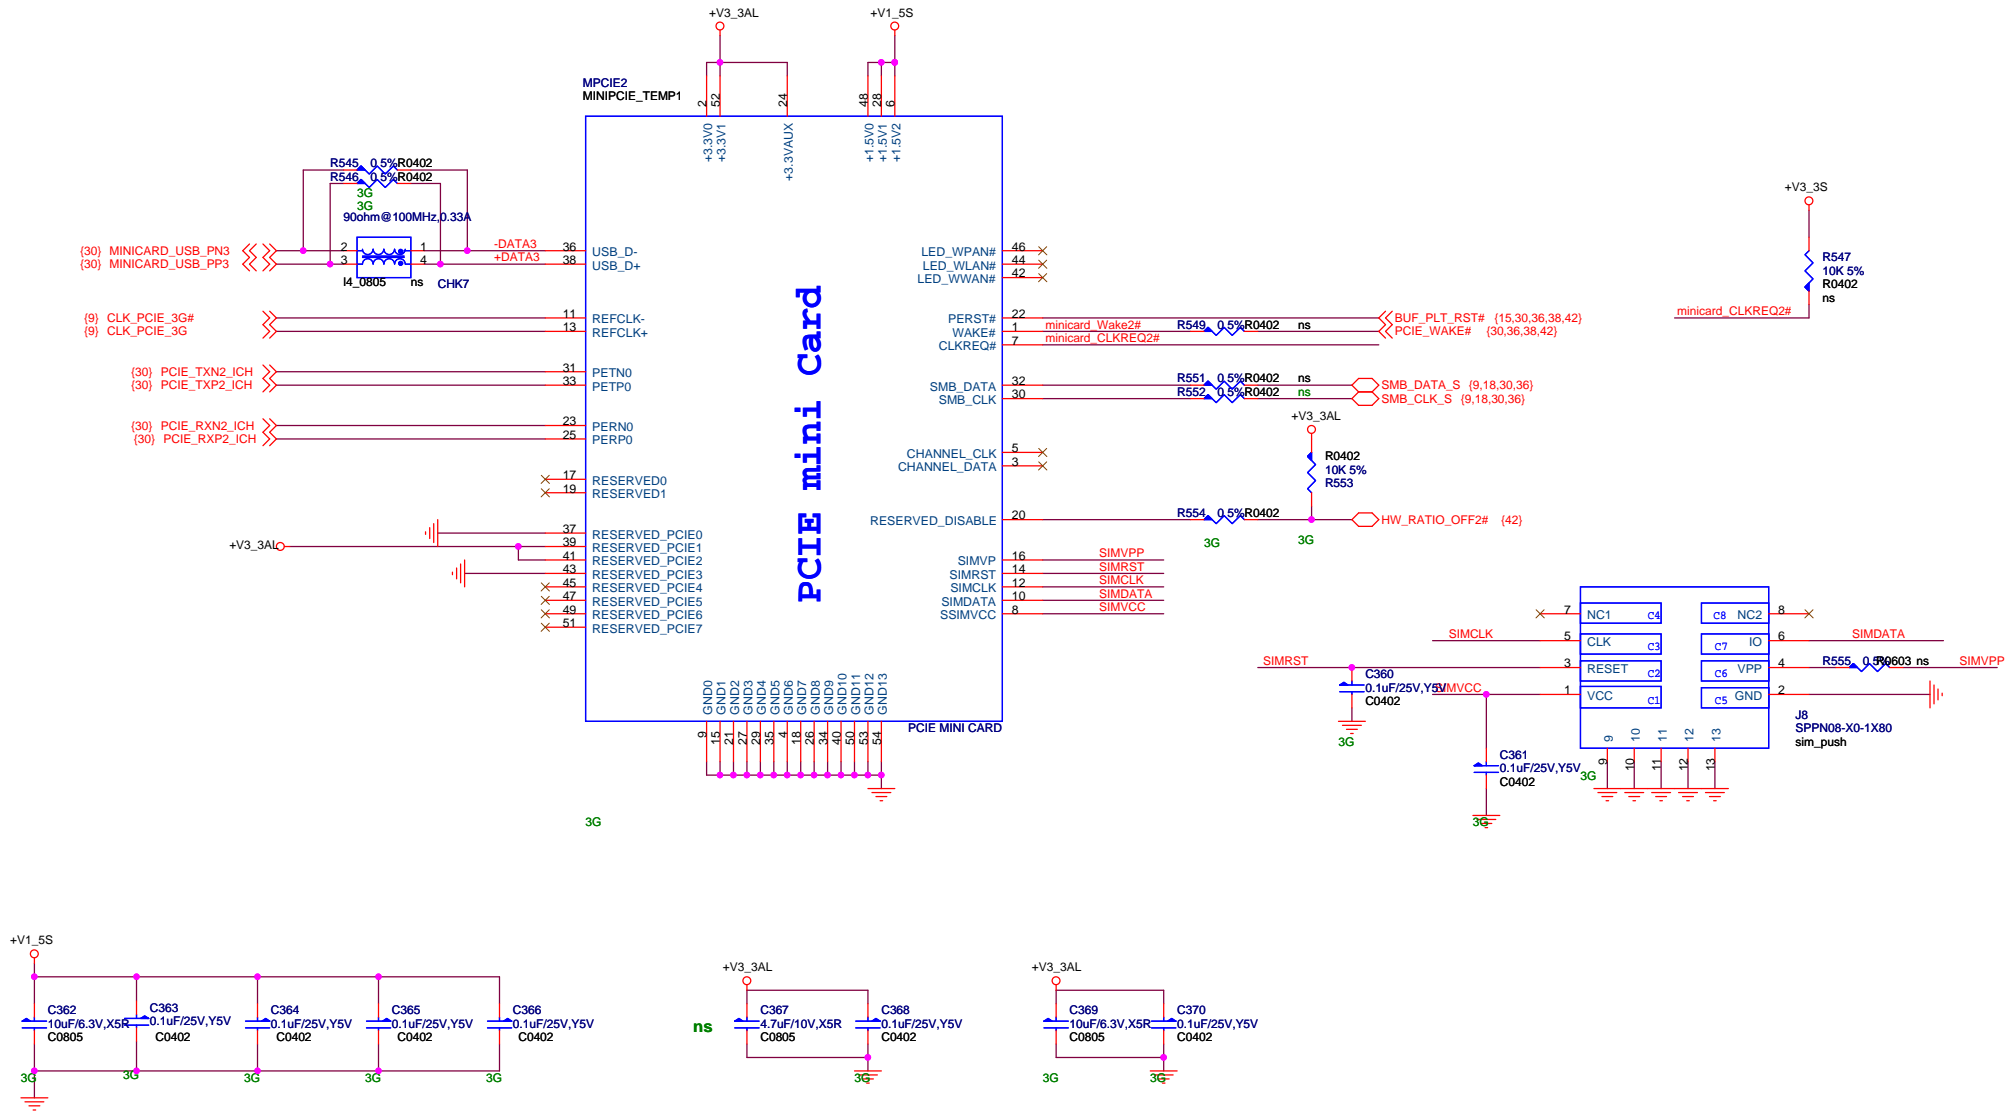 +V3_3AL
+V1_5S
MPCIE2
MINIPCIE_TEMP1
2
52
24
48
28
6
+3.3V0
+3.3V1
+3.3VAUX
+1.5V0
+1.5V1
+1.5V2
R545 0 5% R0402
R546 0 5% R0402
3G
3G
90ohm@100MHz,0.33A
{30} MINICARD_USB_PN3
2
1
-DATA3
36
USB_D-
{30} MINICARD_USB_PP3
3
4
+DATA3
38
USB_D+
l4_0805
ns
CHK7
{9} CLK_PCIE_3G#
11
REFCLK-
{9} CLK_PCIE_3G
13
REFCLK+
{30} PCIE_TXN2_ICH
31
PETN0
{30} PCIE_TXP2_ICH
33
PETP0
{30} PCIE_RXN2_ICH
23
PERN0
{30} PCIE_RXP2_ICH
25
PERP0
17
RESERVED0
19
RESERVED1
37
RESERVED_PCIE0
+V3_3AL
39
RESERVED_PCIE1
41
RESERVED_PCIE2
43
RESERVED_PCIE3
45
RESERVED_PCIE4
47
RESERVED_PCIE5
49
RESERVED_PCIE6
51
RESERVED_PCIE7
PCIE mini Card
LED_WPAN#
46
LED_WLAN#
44
LED_WWAN#
42
PERST#
22
BUF_PLT_RST# {15,30,36,38,42}
WAKE#
1
minicard_Wake2#
R549 0 5% R0402 ns
PCIE_WAKE# {30,36,38,42}
CLKREQ#
7
minicard_CLKREQ2#
SMB_DATA
32
R551 0 5% R0402 ns
SMB_DATA_S {9,18,30,36}
SMB_CLK
30
R552 0 5% R0402 ns
SMB_CLK_S {9,18,30,36}
+V3_3AL
CHANNEL_CLK
5
CHANNEL_DATA
3
R0402
10K 5%
R553
RESERVED_DISABLE
20
R554 0 5% R0402
HW_RATIO_OFF2# {42}
3G
3G
SIMVP
16
SIMVPP
SIMRST
14
SIMRST
SIMCLK
12
SIMCLK
SIMDATA
10
SIMDATA
SSIMVCC
8
SIMVCC
+V3_3S
R547
10K 5%
R0402
ns
minicard_CLKREQ2#
GND0
GND1
GND2
GND3
GND4
GND5
GND6
GND7
GND8
GND9
GND10
GND11
GND12
GND13
PCIE MINI CARD
9
15
21
27
29
35
4
18
26
34
40
50
53
54
3G
7
NC1
C4
C8
NC2
8
SIMCLK
5
CLK
C3
C7
IO
6
SIMDATA
SIMRST
3
RESET
C2
C6
VPP
4
R555 0 5% R0603 ns
SIMVPP
SIMVCC
1
VCC
C1
C5
GND
2
C360
0.1uF/25V,Y5V
C0402
3G
J8
SPPN08-X0-1X80
sim_push
9
10
11
12
13
9
10
11
12
13
C361
0.1uF/25V,Y5V
C0402
3G
3G
+V1_5S
C362
10uF/6.3V,X5R
C0805
3G
C363
0.1uF/25V,Y5V
C0402
3G
C364
0.1uF/25V,Y5V
C0402
3G
C365
0.1uF/25V,Y5V
C0402
3G
C366
0.1uF/25V,Y5V
C0402
3G
+V3_3AL
ns
C367
4.7uF/10V,X5R
C0805
C368
0.1uF/25V,Y5V
C0402
3G
+V3_3AL
C369
10uF/6.3V,X5R
C0805
3G
C370
0.1uF/25V,Y5V
C0402
3G